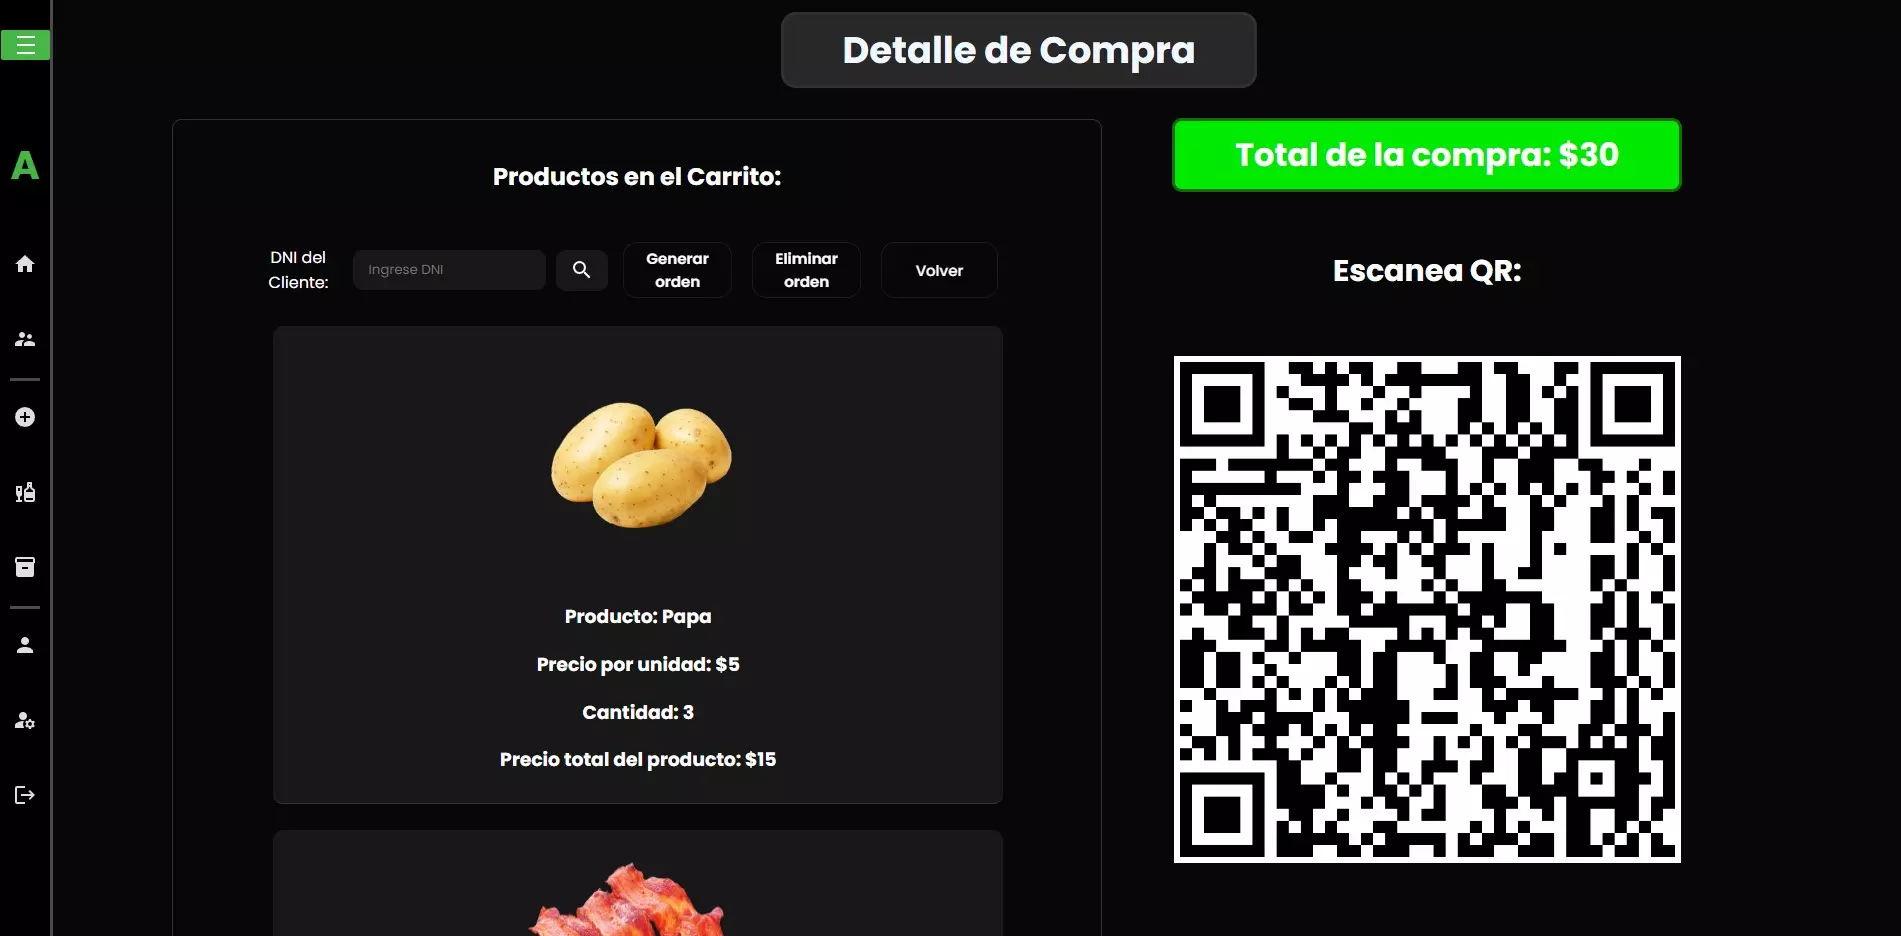 Detalle de Compra
A
Productos en el Carrito:
DNI del
Cliente:
Ingrese DNI
Generar
orden
Eliminar
orden
Volver
Producto: Papa
Precio por unidad: $5
Cantidad: 3
Precio total del producto: $15
Total de la compra: $30
Escanea QR: